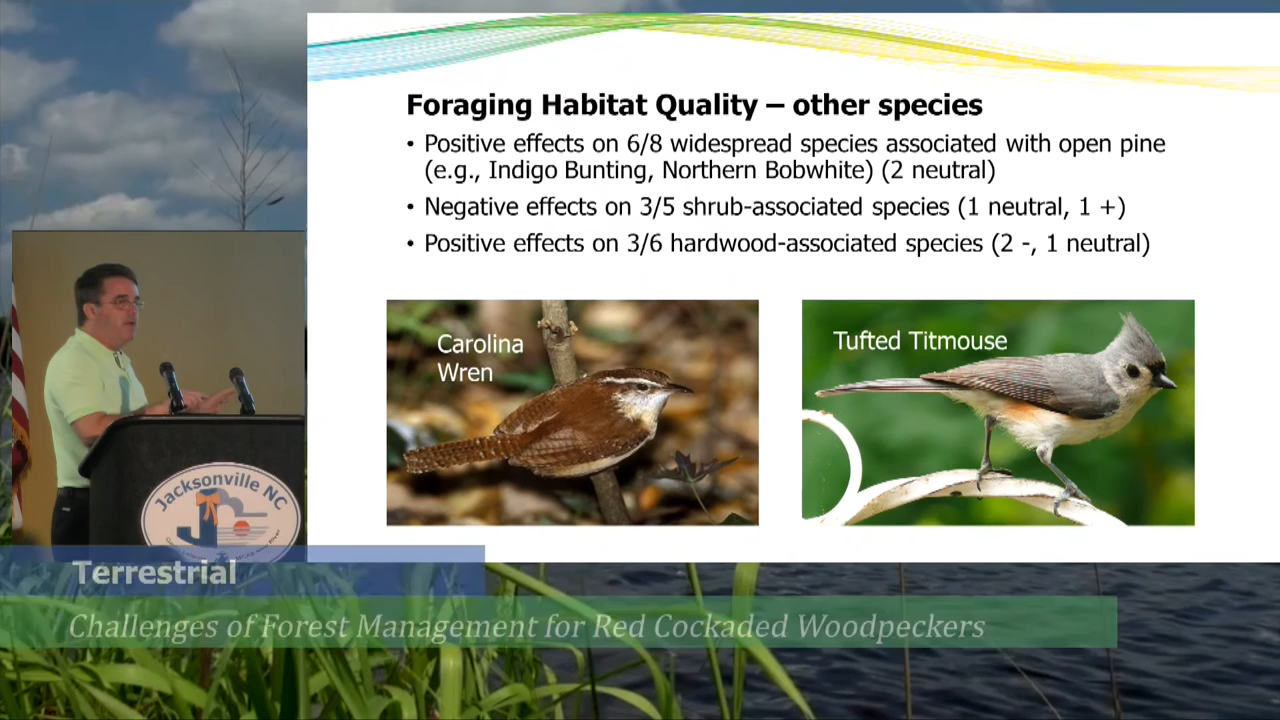 Foraging Habitat Quality – other species
• Positive effects on 6/8 widespread species associated with open pine
(e.g., Indigo Bunting, Northern Bobwhite) (2 neutral)
• Negative effects on 3/5 shrub-associated species (1 neutral, 1 +)
• Positive effects on 3/6 hardwood-associated species (2 -, 1 neutral)
Carolina
Wren
Tufted Titmouse
Jacksonville NC
Terrestrial
Challenges of Forest Management for Red Cockaded Woodpeckers